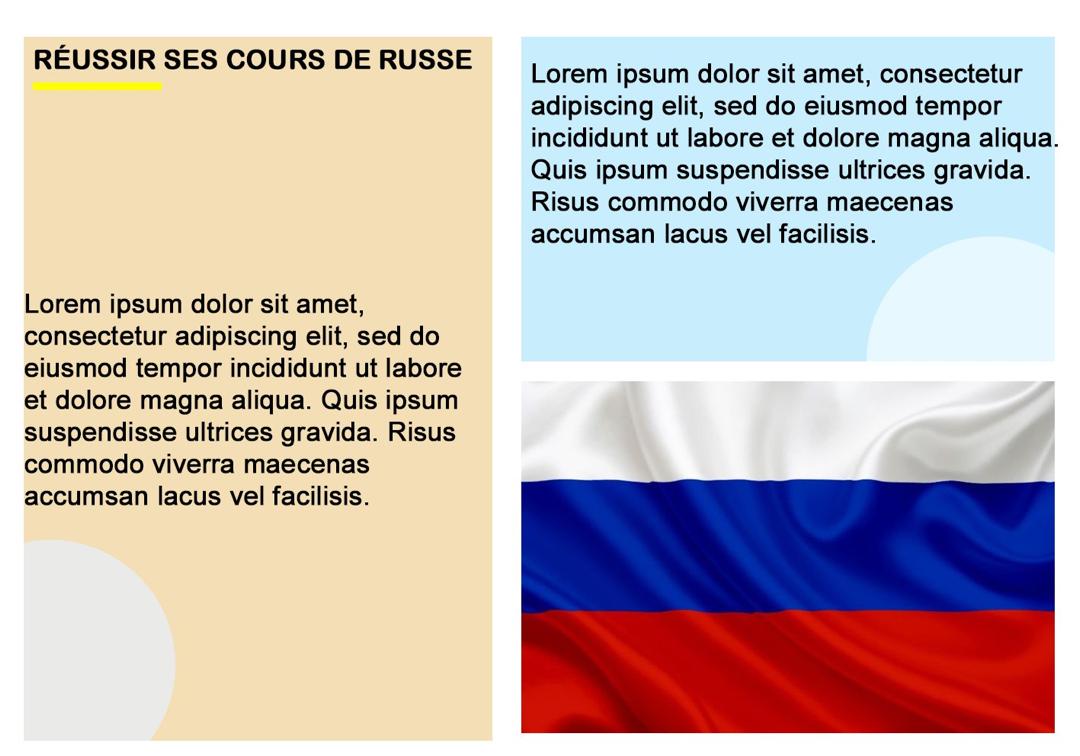 RÉUSSIR SES COURS DE RUSSE
Lorem ipsum dolor sit amet,
consectetur adipiscing elit, sed do
eiusmod tempor incididunt ut labore
et dolore magna aliqua. Quis ipsum
suspendisse ultrices gravida. Risus
commodo viverra maecenas
accumsan lacus vel facilisis.
Lorem ipsum dolor sit amet, consectetur
adipiscing elit, sed do eiusmod tempor
incididunt ut labore et dolore magna aliqua.
Quis ipsum suspendisse ultrices gravida.
Risus commodo viverra maecenas
accumsan lacus vel facilisis.